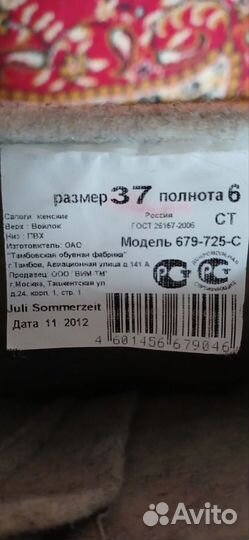 размер 37 полнота 6
Сапоги женские Россия СТ
Верх : Войлок ГОСТ 26167-2005
Низ : ПВХ
Изготовитель: ОАО Модель 679-725-С
"Тамбовская обувная фабрика"
г.Тамбов, Авиационная улица д.141 А
Продавец: ООО "ВИМ-ТМ"
г.Москва, Ташкентская ул
д.24, корп. 1, стр. 1
Juli Sommerzeit
Дата 11 2012
4 601456 679046
Avito